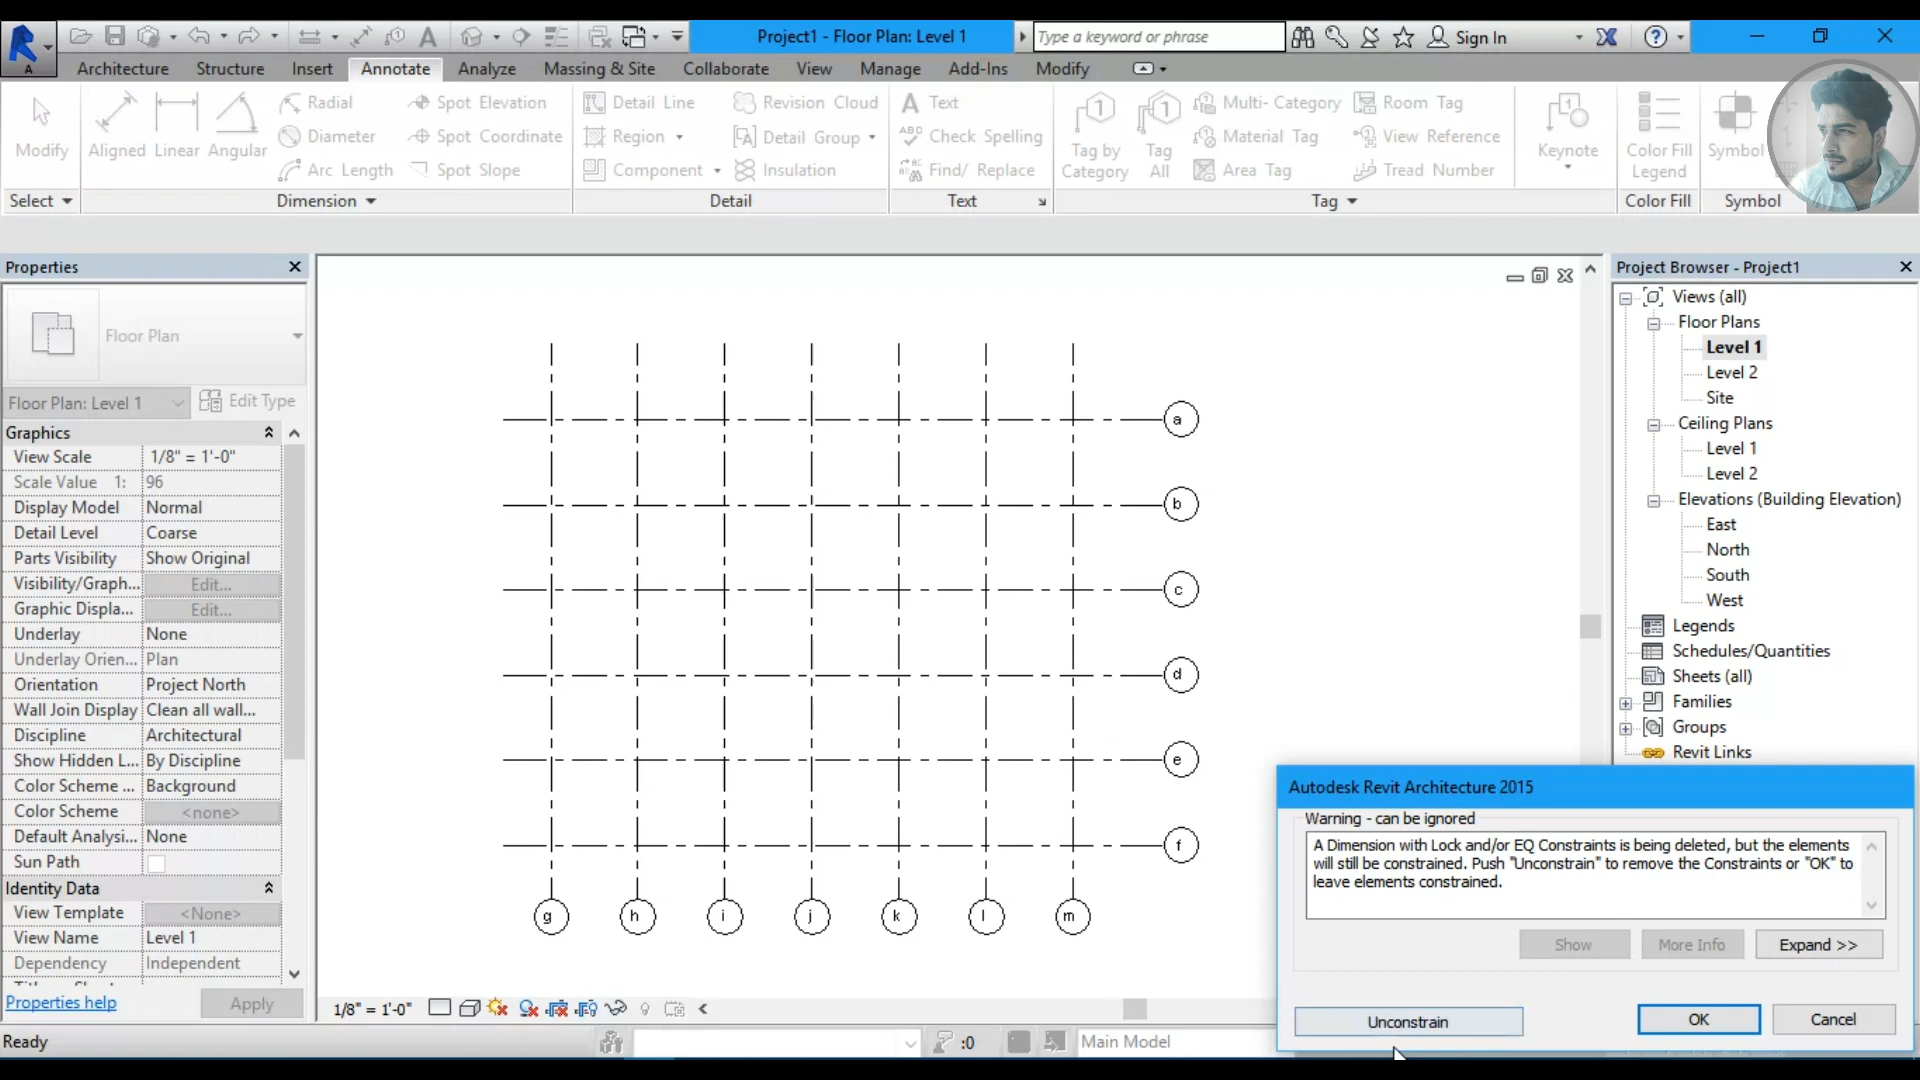 Project1 - Floor Plan: Level 1
Type a keyword or phrase
Sign In
Architecture
Structure
Insert
Annotate
Analyze
Massing & Site
Collaborate
View
Manage
Add-Ins
Modify
Modify
Aligned
Linear
Angular
Radial
Diameter
Arc Length
Spot Elevation
Spot Coordinate
Spot Slope
Detail Line
Region
Component
Revision Cloud
Detail Group
Insulation
Text
Check Spelling
Find/ Replace
Tag by
Category
Tag
All
Multi- Category
Material Tag
Area Tag
Room Tag
View Reference
Tread Number
Keynote
Color Fill
Legend
Symbol
Select
Dimension
Detail
Text
Tag
Color Fill
Symbol
Properties
Floor Plan
Floor Plan: Level 1
Edit Type
Graphics
View Scale 1/8" = 1'-0"
Scale Value 1: 96
Display Model Normal
Detail Level Coarse
Parts Visibility Show Original
Visibility/Graph... Edit...
Graphic Displa... Edit...
Underlay None
Underlay Orien... Plan
Orientation Project North
Wall Join Display Clean all wall...
Discipline Architectural
Show Hidden L... By Discipline
Color Scheme ... Background
Color Scheme <none>
Default Analysi... None
Sun Path
Identity Data
View Template <None>
View Name Level 1
Dependency Independent
Properties help
Apply
a
b
c
d
e
f
g h i j k l m
1/8" = 1'-0"
Project Browser - Project1
Views (all)
Floor Plans
Level 1
Level 2
Site
Ceiling Plans
Level 1
Level 2
Elevations (Building Elevation)
East
North
South
West
Legends
Schedules/Quantities
Sheets (all)
Families
Groups
Revit Links
Autodesk Revit Architecture 2015
Warning - can be ignored
A Dimension with Lock and/or EQ Constraints is being deleted, but the elements
will still be constrained. Push "Unconstrain" to remove the Constraints or "OK" to
leave elements constrained.
Show
More Info
Expand >>
Unconstrain
OK
Cancel
Ready
:0
Main Model